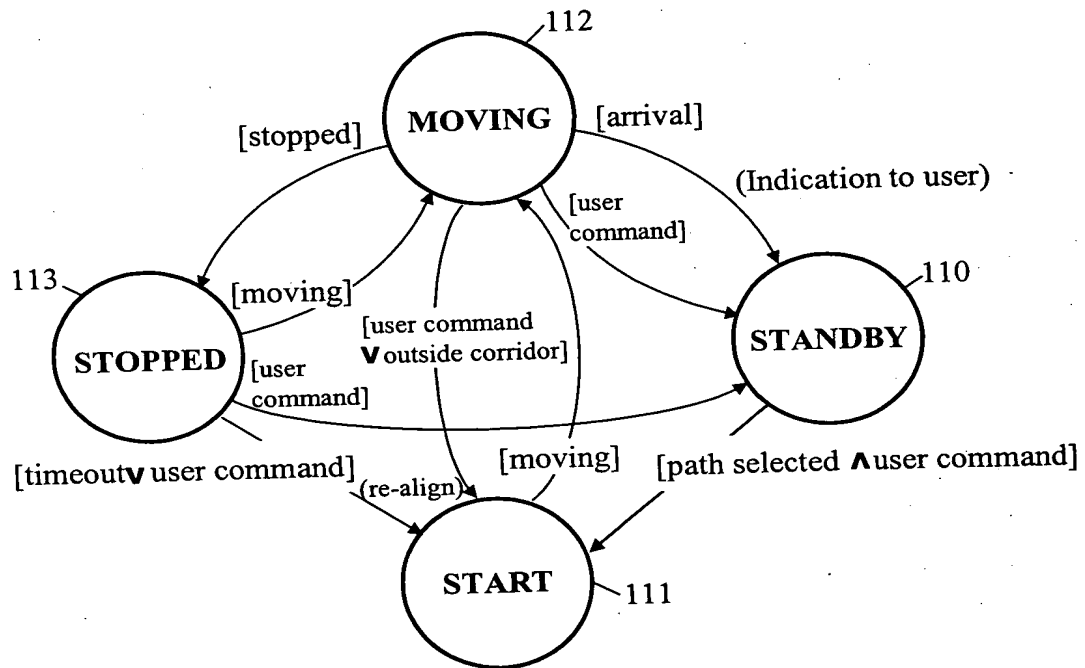 112
MOVING
[arrival]
[stopped]
(Indication to user)
[user
command]
113
110
[moving]
[user command
∨ outside corridor]
STANDBY
STOPPED
[user
command]
[timeout∨ user command]
(re-align)
[moving]
[path selected ∧ user command]
START
111